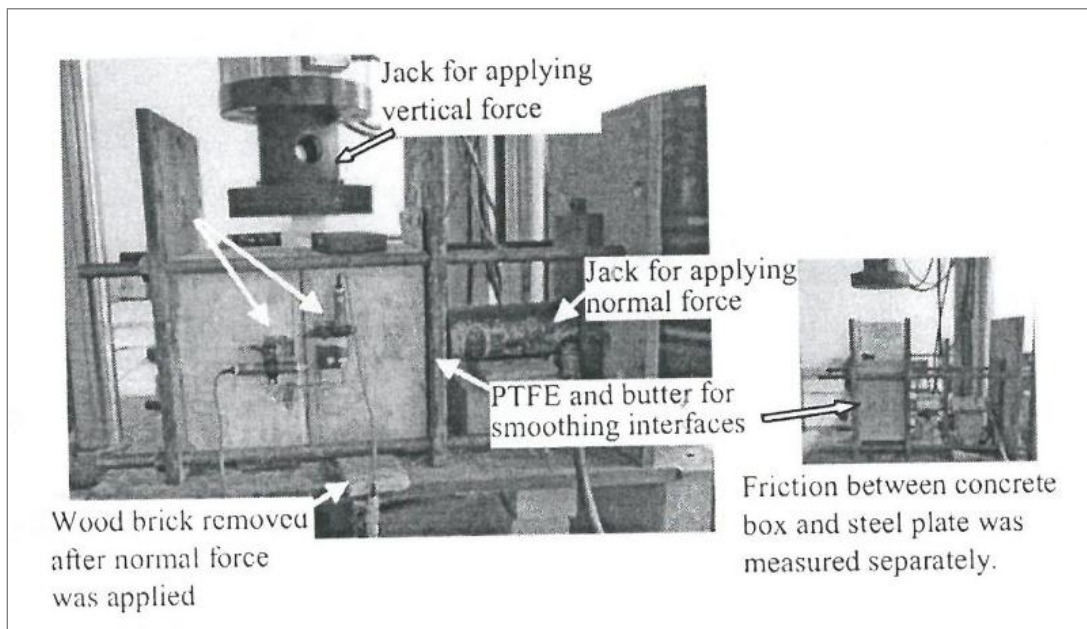 Jack for applying
vertical force
Jack for applying
normal force
PTFE and butter for
smoothing interfaces
Wood brick removed
after normal force
was applied
Friction between concrete
box and steel plate was
measured separately.